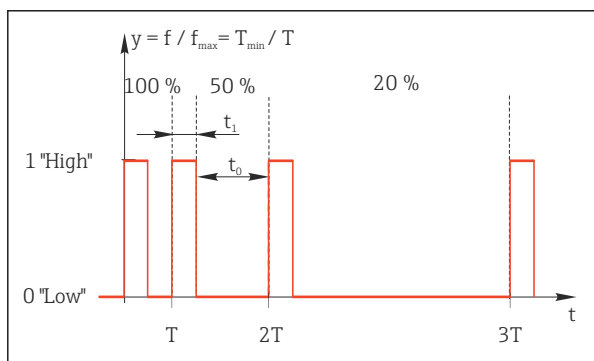 y = f / fmax = Tmin / T
100 % 50 % 20 %
t1
1 "High"
t0
0 "Low"
t
T 2T 3T